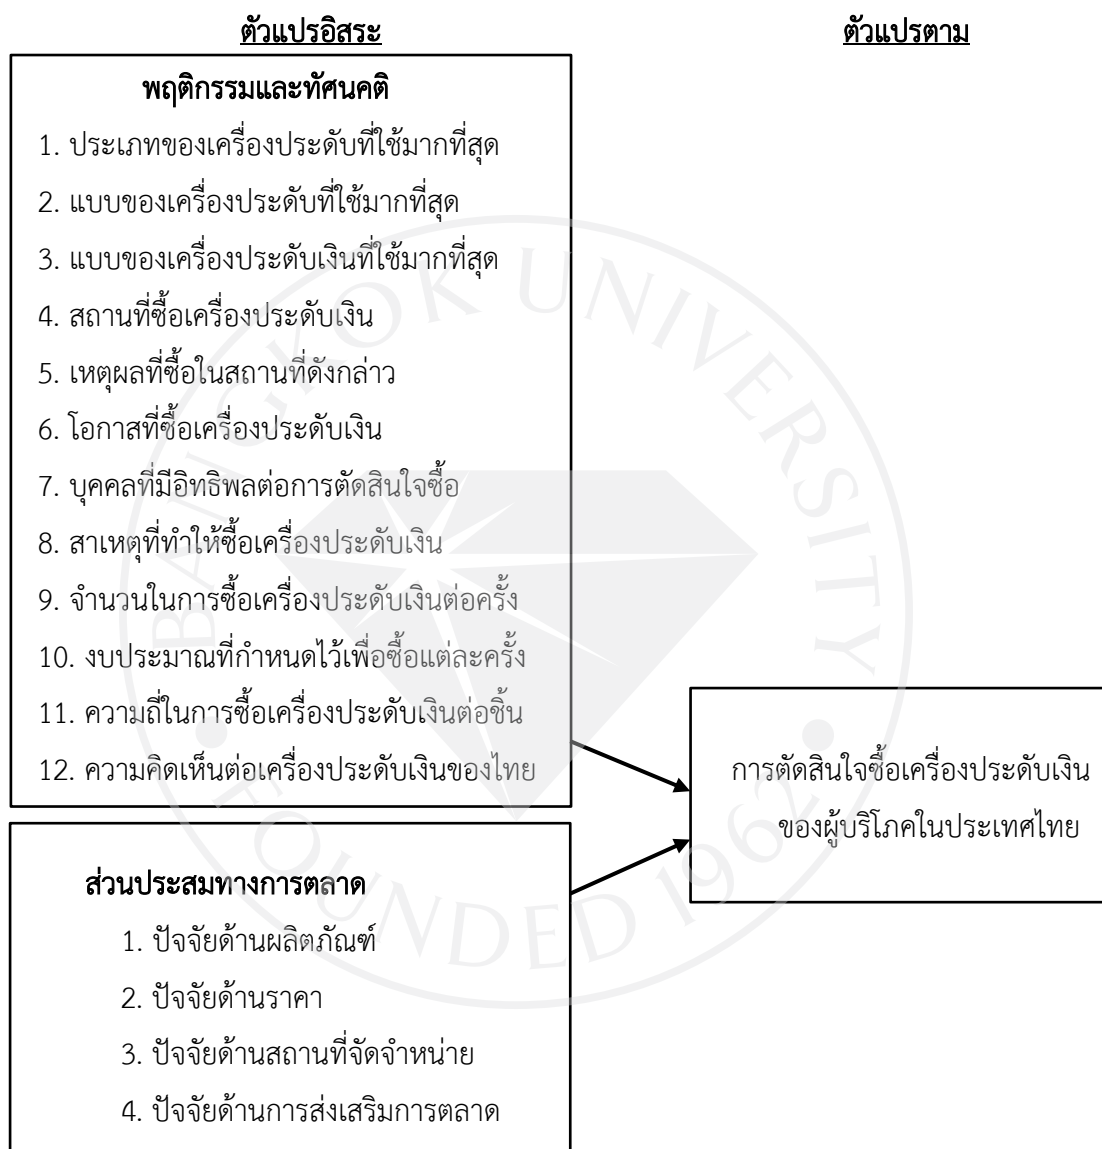 ตัวแปรอิสระ
ตัวแปรตาม
พฤติกรรมและทัศนคติ
1. ประเภทของเครื่องประดับที่ใช้มากที่สุด
2. แบบของเครื่องประดับที่ใช้มากที่สุด
3. แบบของเครื่องประดับเงินที่ใช้มากที่สุด
4. สถานที่ซื้อเครื่องประดับเงิน
5. เหตุผลที่ซื้อในสถานที่ดังกล่าว
6. โอกาสที่ซื้อเครื่องประดับเงิน
7. บุคคลที่มีอิทธิพลต่อการตัดสินใจซื้อ
8. สาเหตุที่ทำให้ซื้อเครื่องประดับเงิน
9. จำนวนในการซื้อเครื่องประดับเงินต่อครั้ง
10. งบประมาณที่กำหนดไว้เพื่อซื้อแต่ละครั้ง
11. ความถี่ในการซื้อเครื่องประดับเงินต่อชิ้น
12. ความคิดเห็นต่อเครื่องประดับเงินของไทย
ส่วนประสมทางการตลาด
1. ปัจจัยด้านผลิตภัณฑ์
2. ปัจจัยด้านราคา
3. ปัจจัยด้านสถานที่จัดจำหน่าย
4. ปัจจัยด้านการส่งเสริมการตลาด
การตัดสินใจซื้อเครื่องประดับเงิน
ของผู้บริโภคในประเทศไทย
BANGKOK UNIVERSITY
FOUNDED 1962